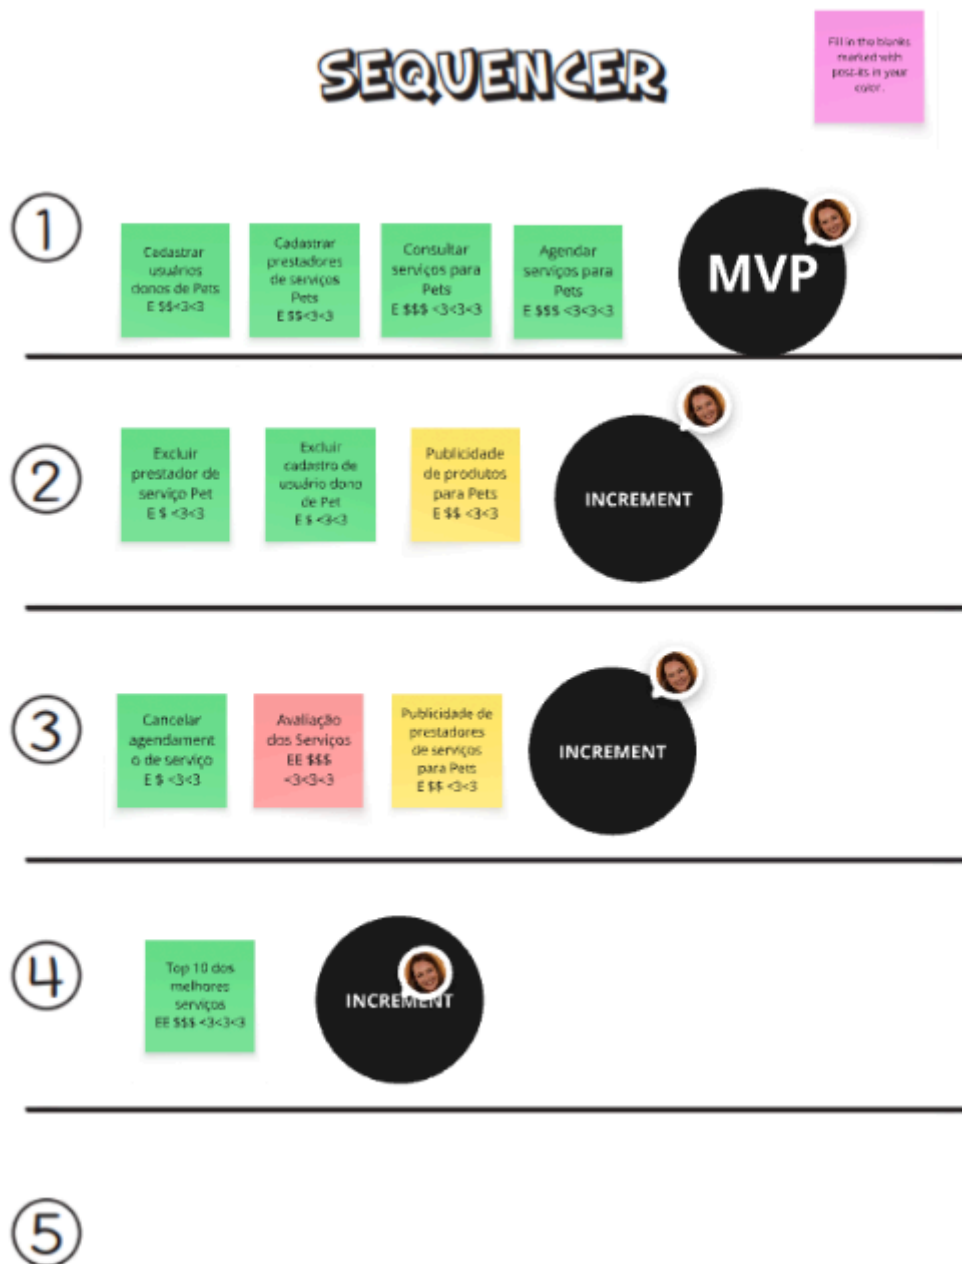 SEQUENCER
Fill in the blanks
marked with
post-its in your
color.
1
Cadastrar
usuários
donos de Pets
E $$<3<3
Cadastrar
prestadores
de serviços
Pets
E $$<3<3
Consultar
serviços para
Pets
E $$$ <3<3<3
Agendar
serviços para
Pets
E $$$ <3<3<3
MVP
2
Excluir
prestador de
serviço Pet
E $ <3<3
Excluir
cadastro de
usuário dono
de Pet
E $ <3<3
Publicidade
de produtos
para Pets
E $$ <3<3
INCREMENT
3
Cancelar
agendament
o de serviço
E $ <3<3
Avaliação
dos Serviços
EE $$$
<3<3<3
Publicidade de
prestadores
de serviços
para Pets
E $$ <3<3
INCREMENT
4
Top 10 dos
melhores
serviços
EE $$$ <3<3<3
INCREMENT
5